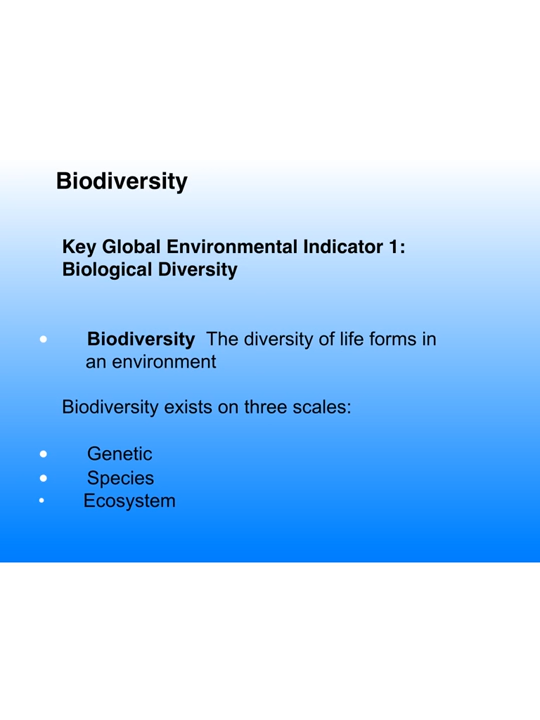 Biodiversity
Key Global Environmental Indicator 1:
Biological Diversity
• Biodiversity The diversity of life forms in
an environment
Biodiversity exists on three scales:
• Genetic
• Species
• Ecosystem